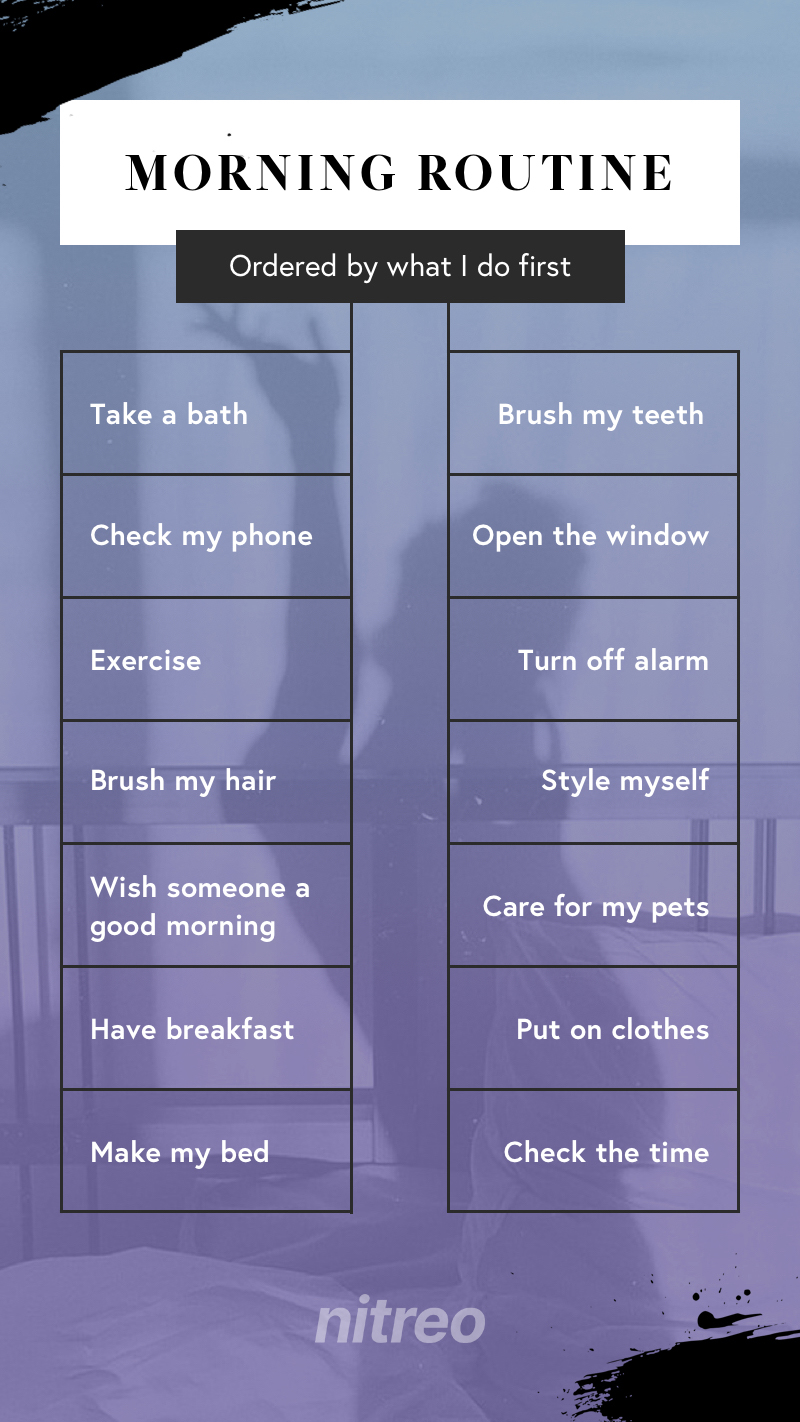 MORNING ROUTINE
Ordered by what I do first
Take a bath
Brush my teeth
Check my phone
Open the window
Exercise
Turn off alarm
Brush my hair
Style myself
Wish someone a
good morning
Care for my pets
Have breakfast
Put on clothes
Make my bed
Check the time
nitreo